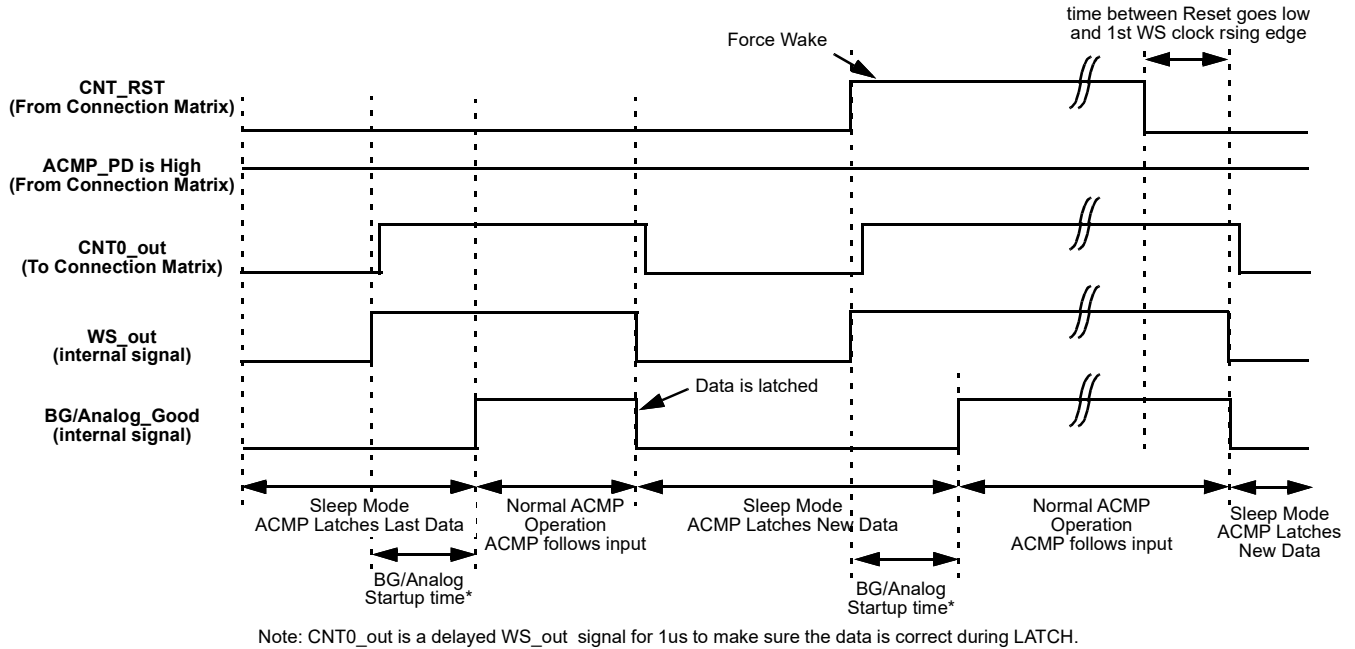 time between Reset goes low
and 1st WS clock rsing edge
Force Wake
CNT_RST
(From Connection Matrix)
ACMP_PD is High
(From Connection Matrix)
CNT0_out
(To Connection Matrix)
WS_out
(internal signal)
Data is latched
BG/Analog_Good
(internal signal)
Sleep Mode
ACMP Latches Last Data
Normal ACMP
Operation
ACMP follows input
Sleep Mode
ACMP Latches New Data
Normal ACMP
Operation
ACMP follows input
Sleep Mode
ACMP Latches
New Data
BG/Analog
Startup time*
BG/Analog
Startup time*
Note: CNT0_out is a delayed WS_out signal for 1us to make sure the data is correct during LATCH.